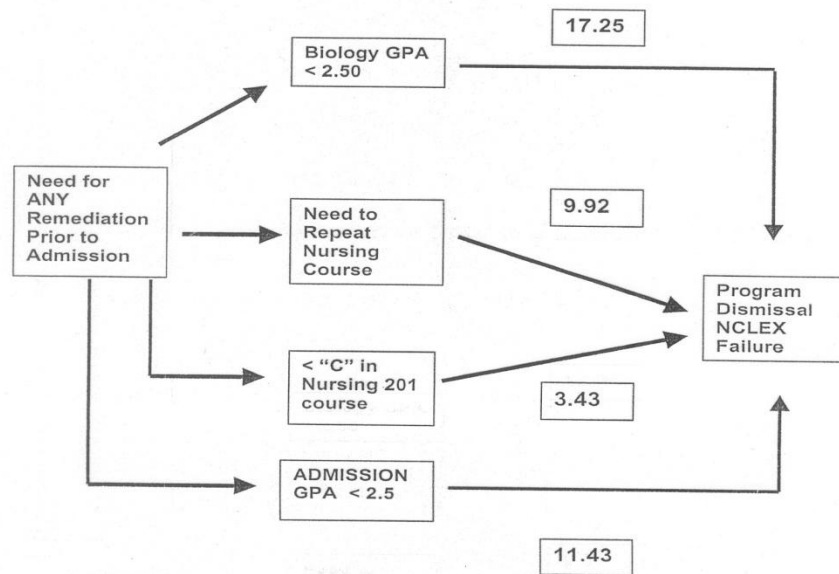 17.25
Biology GPA
< 2.50
Need for
ANY
Remediation
Prior to
Admission
9.92
Need to
Repeat
Nursing
Course
Program
Dismissal
NCLEX
Failure
< “C” in
Nursing 201
course
3.43
ADMISSION
GPA < 2.5
11.43